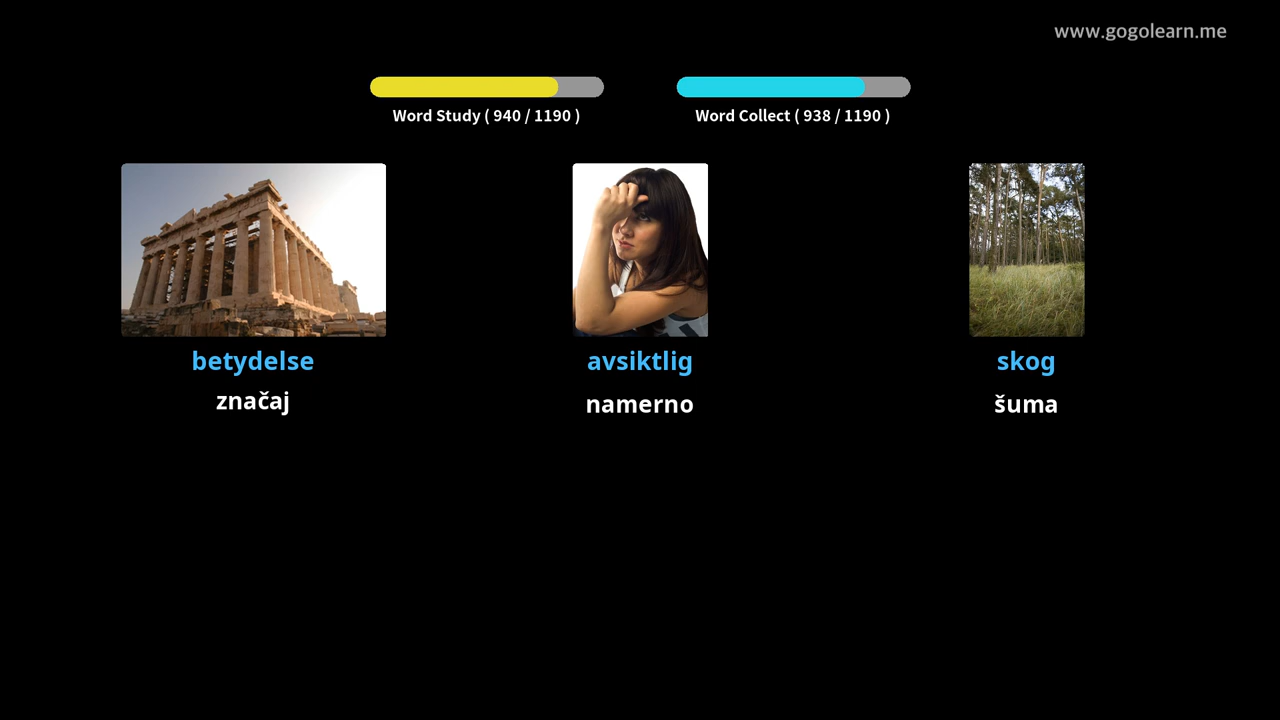 www.gogolearn.me
Word Study ( 940 / 1190 )
Word Collect ( 938 / 1190 )
betydelse
značaj
avsiktlig
namerno
skog
šuma